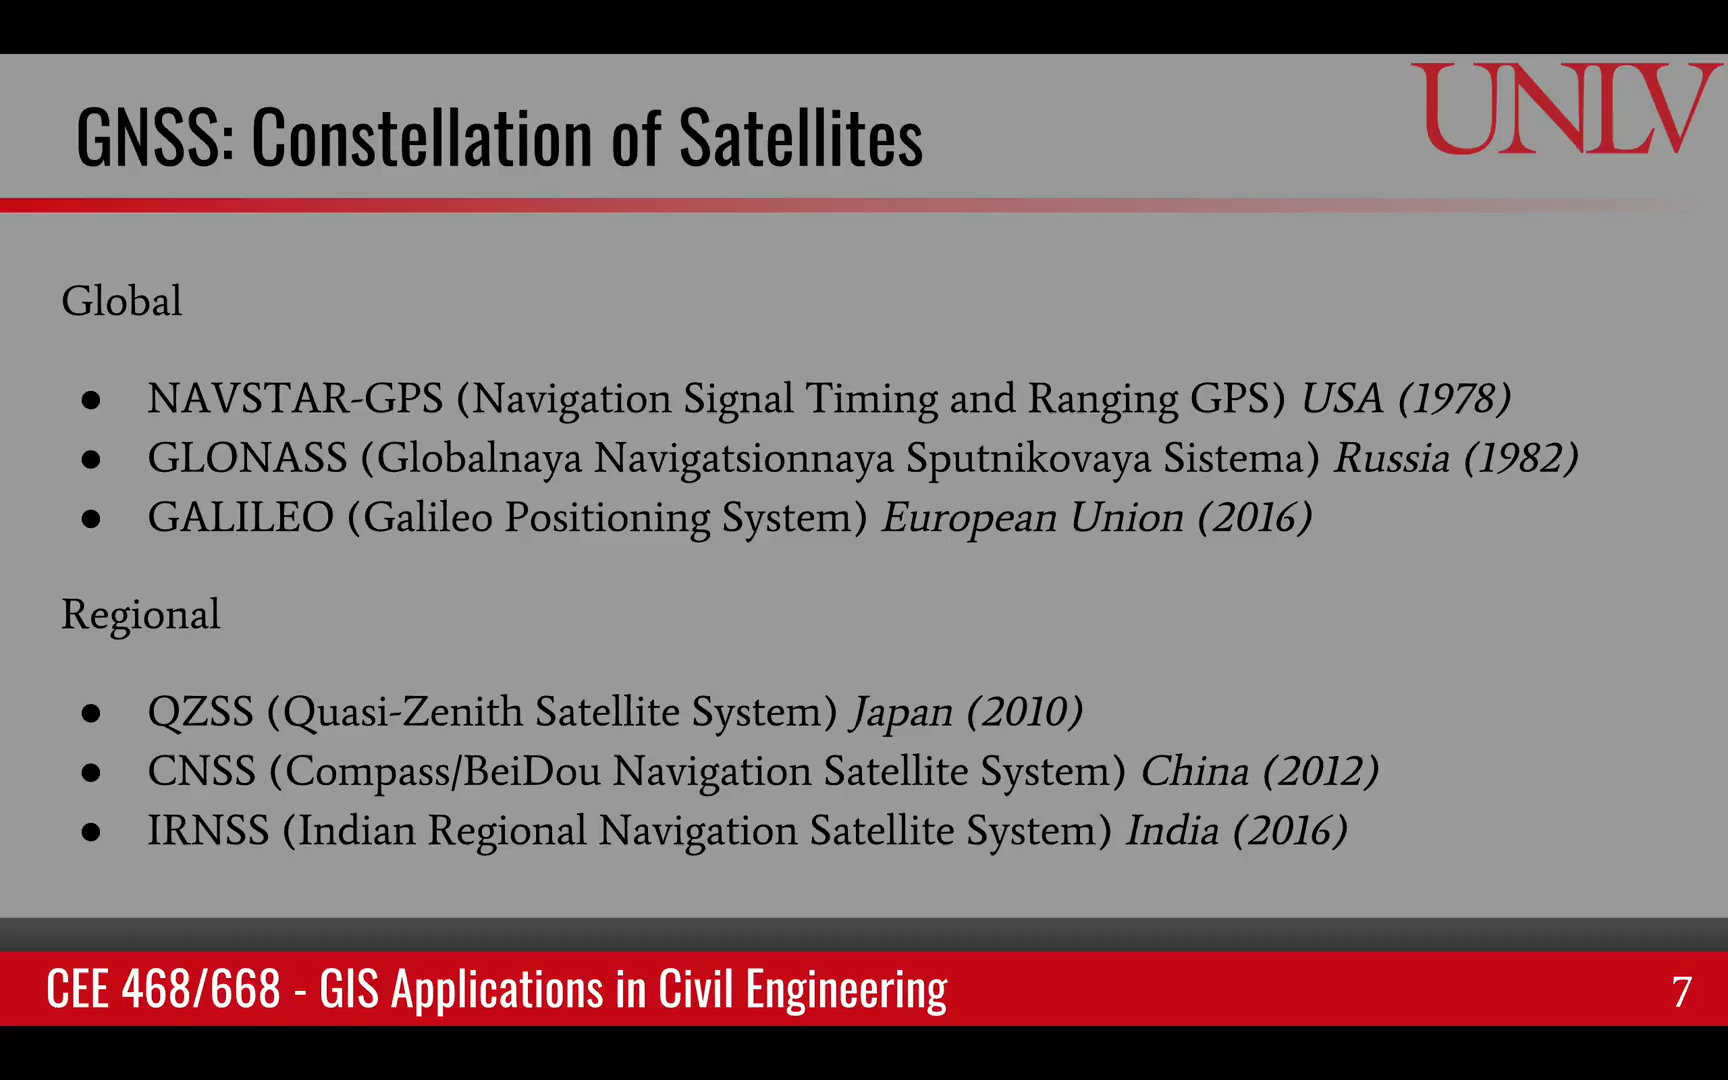 UNLV
GNSS: Constellation of Satellites
Global
● NAVSTAR-GPS (Navigation Signal Timing and Ranging GPS) USA (1978)
● GLONASS (Globalnaya Navigatsionnaya Sputnikovaya Sistema) Russia (1982)
● GALILEO (Galileo Positioning System) European Union (2016)
Regional
● QZSS (Quasi-Zenith Satellite System) Japan (2010)
● CNSS (Compass/BeiDou Navigation Satellite System) China (2012)
● IRNSS (Indian Regional Navigation Satellite System) India (2016)
CEE 468/668 - GIS Applications in Civil Engineering
7